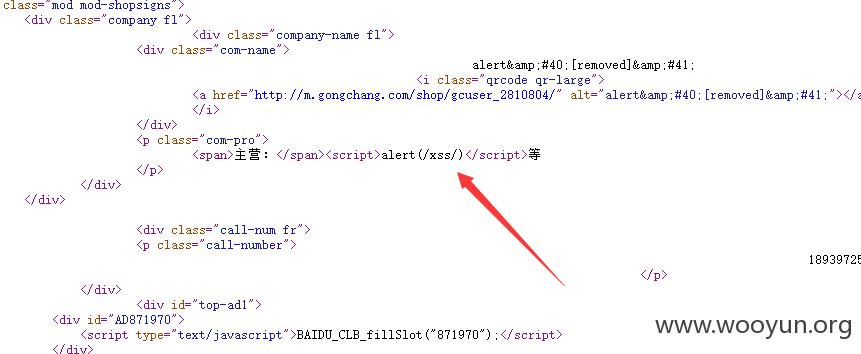 class="mod mod-shopsigns">
<div class="company fl">
<div class="company-name fl">
<div class="com-name">
alert&amp;#40;[removed]&amp;#41;
<i class="qrcode qr-large">
<a href="http://m.gongchang.com/shop/gcuser_2810804/" alt="alert&amp;#40;[removed]&amp;#41;"></a
</i>
</div>
<p class="com-pro">
<span>主营：</span><script>alert(/xss/)</script>等
</p>
</div>
</div>
<div class="call-num fr">
<p class="call-number">
18939725
</p>
</div>
<div id="top-ad1">
<div id="AD871970">
<script type="text/javascript">BAIDU_CLB_fillSlot("871970");</script>
</div>
www.wooyun.org